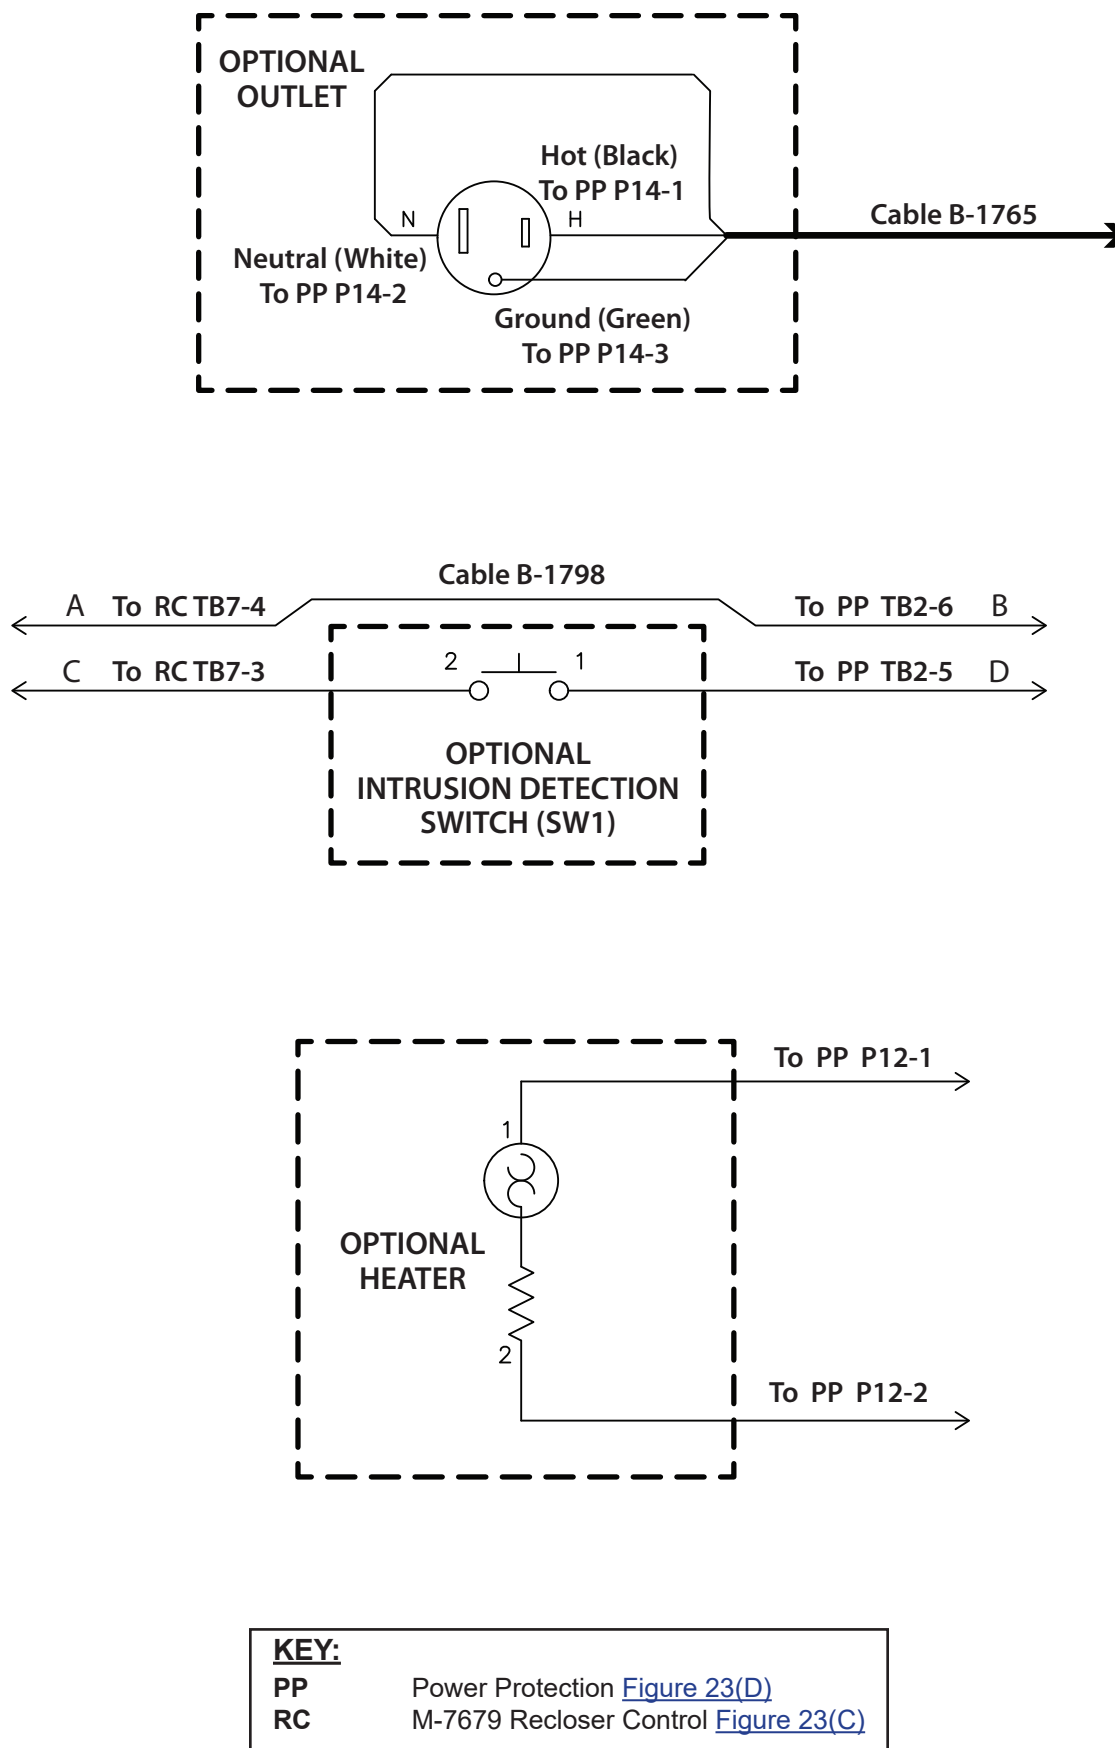 OPTIONAL
OUTLET
Hot (Black)
To PP P14-1
Cable B-1765
N
H
Neutral (White)
To PP P14-2
Ground (Green)
To PP P14-3
Cable B-1798
A To RC TB7-4
To PP TB2-6 B
C To RC TB7-3
2 1
To PP TB2-5 D
OPTIONAL
INTRUSION DETECTION
SWITCH (SW1)
To PP P12-1
1
OPTIONAL
HEATER
2
To PP P12-2
KEY:
PP Power Protection Figure 23(D)
RC M-7679 Recloser Control Figure 23(C)